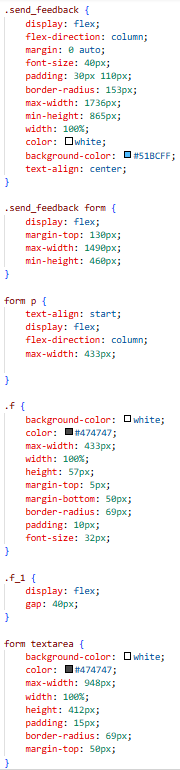 .send_feedback {
display: flex;
flex-direction: column;
margin: 0 auto;
font-size: 40px;
padding: 30px 110px;
border-radius: 153px;
max-width: 1736px;
min-height: 865px;
width: 100%;
color: white;
background-color: #51BCFF;
text-align: center;
}
.send_feedback form {
display: flex;
margin-top: 130px;
max-width: 1490px;
min-height: 460px;
}
form p {
text-align: start;
display: flex;
flex-direction: column;
max-width: 433px;
}
.f {
background-color: white;
color: #474747;
max-width: 433px;
width: 100%;
height: 57px;
margin-top: 5px;
margin-bottom: 50px;
border-radius: 69px;
padding: 10px;
font-size: 32px;
}
.f_1 {
display: flex;
gap: 40px;
}
form textarea {
background-color: white;
color: #474747;
max-width: 948px;
width: 100%;
height: 412px;
padding: 15px;
border-radius: 69px;
margin-top: 50px;
}